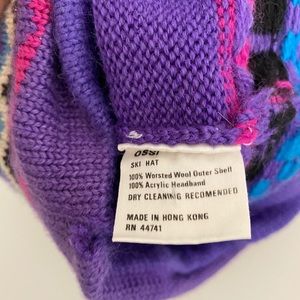 OSSI
SKI HAT
100% Worsted Wool Outer Shell
100% Acrylic Headband
DRY CLEANING RECOMENDED
MADE IN HONG KONG
RN 44741